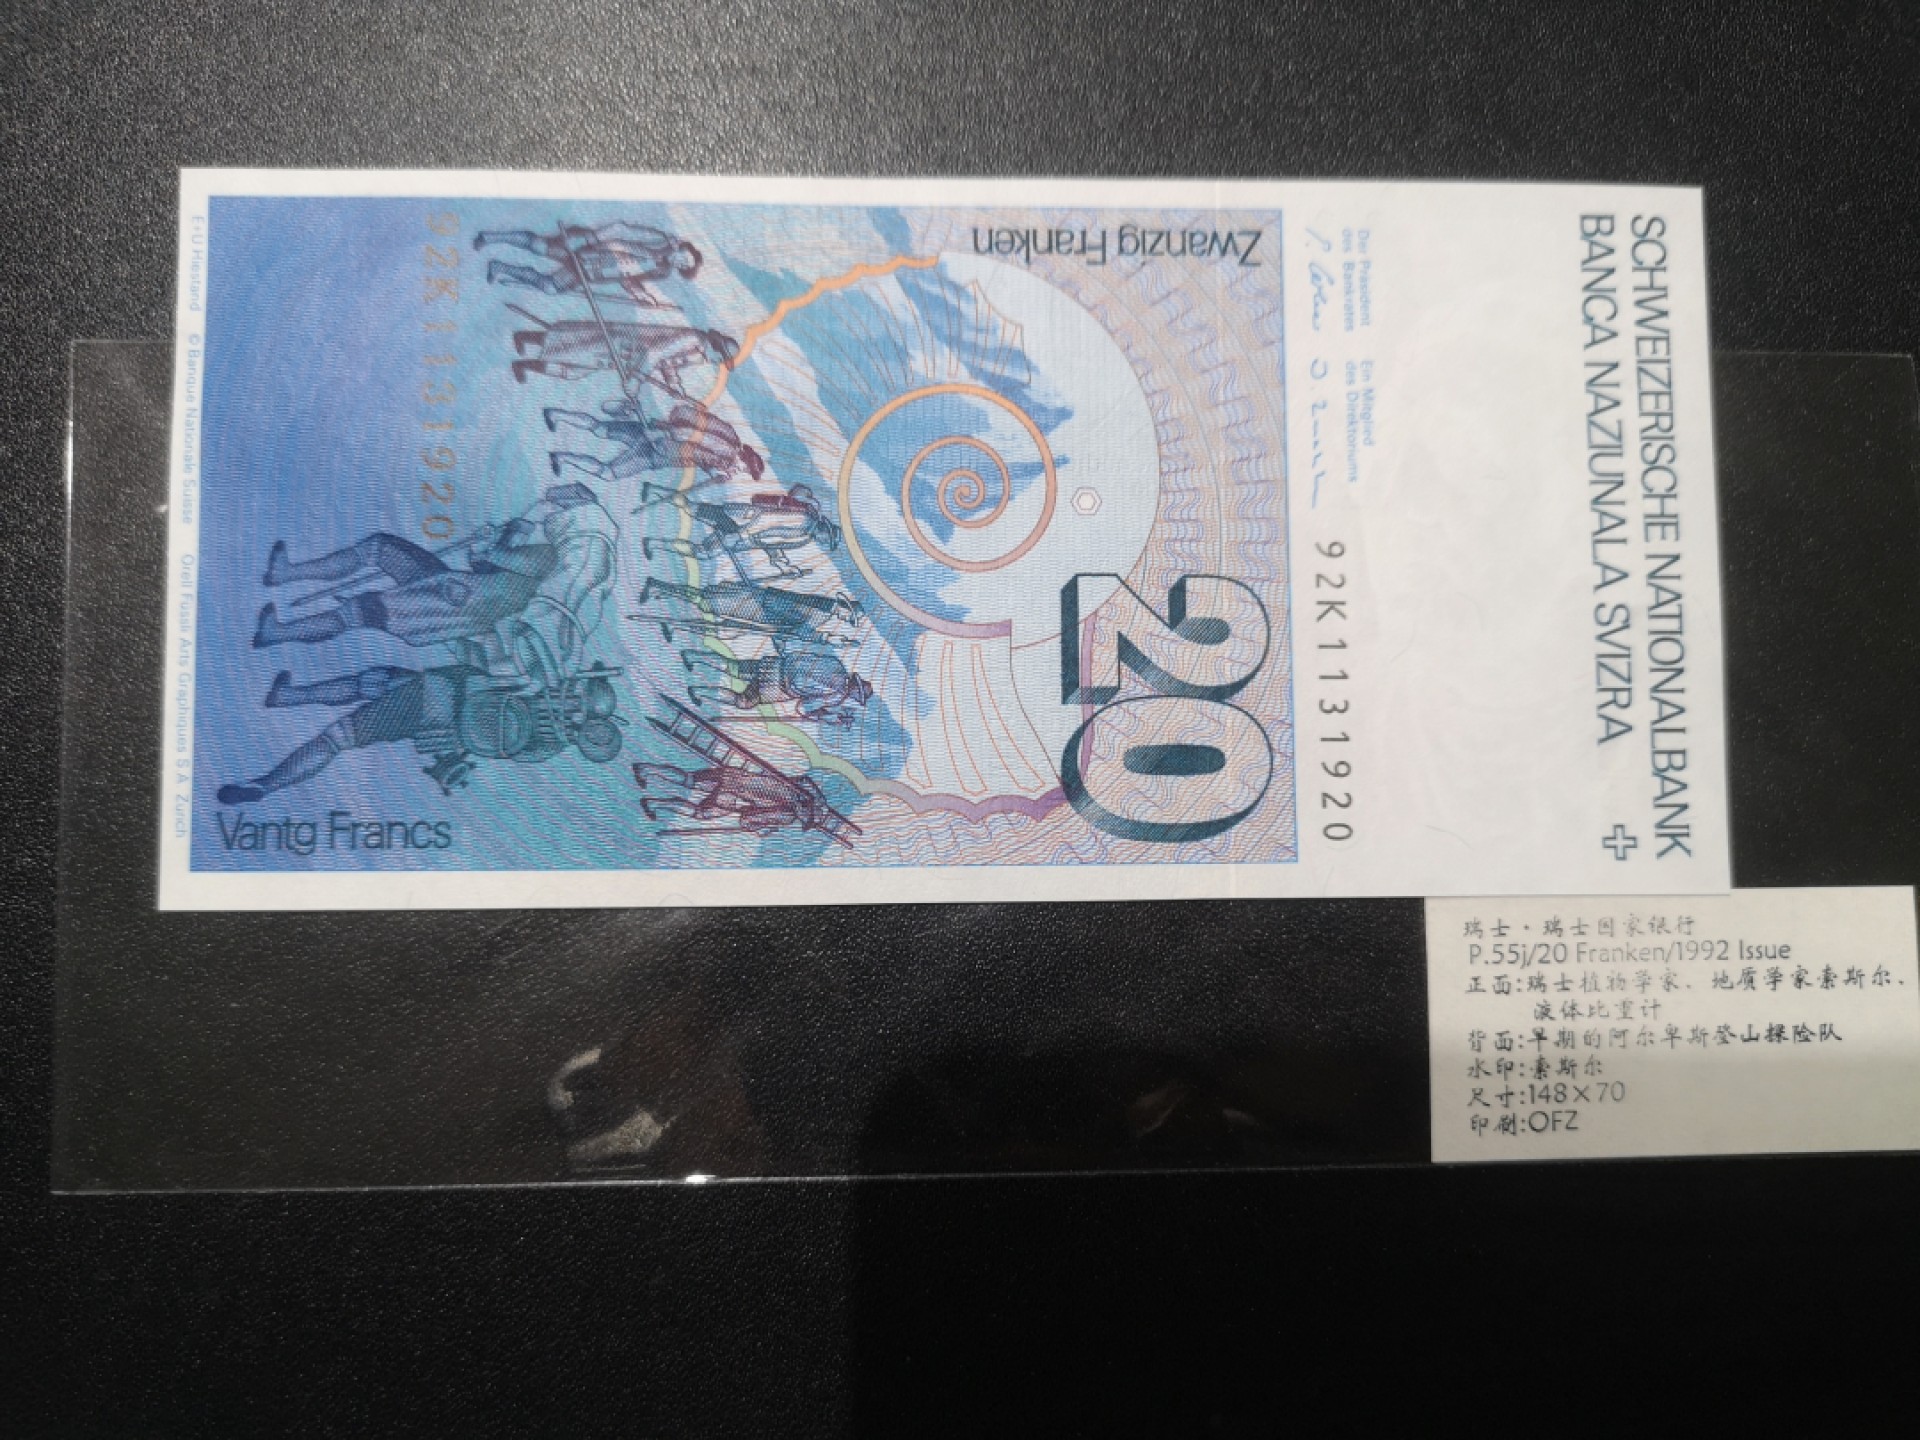 SCHWEIZERISCHE NATIONALBANK
BANCA NAZIUNALA SVIZRA
Der Präsident
des Bankrates
Ein Mitglied
des Direktoriums
92K1131920
Zwanzig Franken
20
92K1131920
Vantg Francs
E+U Hiestand © Banque Nationale Suisse Orell Füssli Arts Graphiques S A Zurich
瑞士·瑞士国家银行
P.55j/20 Franken/1992 Issue
正面:瑞士植物学家、地质学家索斯尔、
液体比重计
背面:早期的阿尔卑斯登山探险队
水印:索斯尔
尺寸:148×70
印刷:OFZ